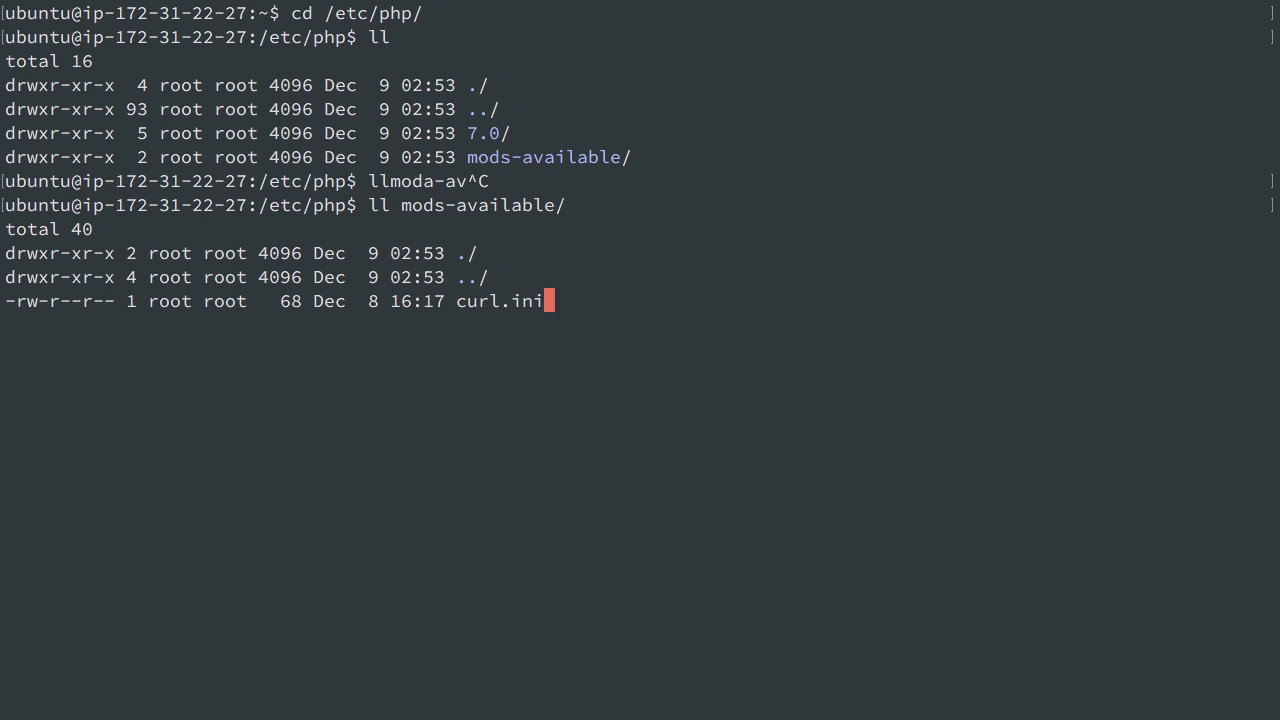 [ubuntu@ip-172-31-22-27:~$ cd /etc/php/ ]
[ubuntu@ip-172-31-22-27:/etc/php$ ll ]
total 16
drwxr-xr-x  4 root root 4096 Dec  9 02:53 ./
drwxr-xr-x 93 root root 4096 Dec  9 02:53 ../
drwxr-xr-x  5 root root 4096 Dec  9 02:53 7.0/
drwxr-xr-x  2 root root 4096 Dec  9 02:53 mods-available/
[ubuntu@ip-172-31-22-27:/etc/php$ llmoda-av^C ]
[ubuntu@ip-172-31-22-27:/etc/php$ ll mods-available/ ]
total 40
drwxr-xr-x 2 root root 4096 Dec  9 02:53 ./
drwxr-xr-x 4 root root 4096 Dec  9 02:53 ../
-rw-r--r-- 1 root root   68 Dec  8 16:17 curl.ini